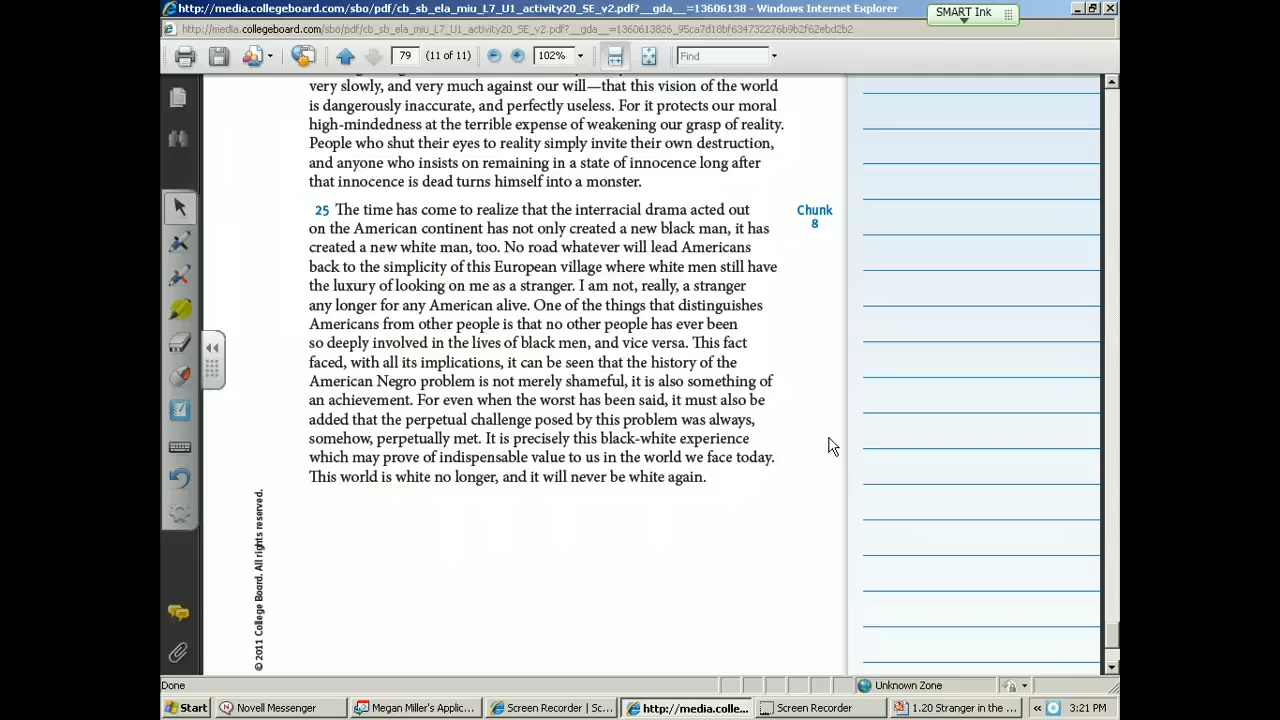 http://media.collegeboard.com/sbo/pdf/cb_sb_ela_miu_L7_U1_activity20_5E_v2.pdf?__gda__=13606138 - Windows Internet Explorer
SMART Ink
79
(11 of 11)
102%
Find
very slowly, and very much against our will—that this vision of the world
is dangerously inaccurate, and perfectly useless. For it protects our moral
high-mindedness at the terrible expense of weakening our grasp of reality.
People who shut their eyes to reality simply invite their own destruction,
and anyone who insists on remaining in a state of innocence long after
that innocence is dead turns himself into a monster.
25 The time has come to realize that the interracial drama acted out
on the American continent has not only created a new black man, it has
created a new white man, too. No road whatever will lead Americans
back to the simplicity of this European village where white men still have
the luxury of looking on me as a stranger. I am not, really, a stranger
any longer for any American alive. One of the things that distinguishes
Americans from other people is that no other people has ever been
so deeply involved in the lives of black men, and vice versa. This fact
faced, with all its implications, it can be seen that the history of the
American Negro problem is not merely shameful, it is also something of
an achievement. For even when the worst has been said, it must also be
added that the perpetual challenge posed by this problem was always,
somehow, perpetually met. It is precisely this black-white experience
which may prove of indispensable value to us in the world we face today.
This world is white no longer, and it will never be white again.
Chunk
8
© 2011 College Board. All rights reserved.
Done
Unknown Zone
Start
Novell Messenger
Megan Miller's Applic...
Screen Recorder | Sc...
http://media.colle...
Screen Recorder
1.20 Stranger in the ...
3:21 PM